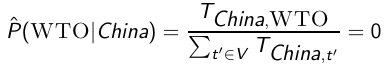 P̂(WTO|China) = T_{China,WTO} / ∑_{t′∈V} T_{China,t′} = 0